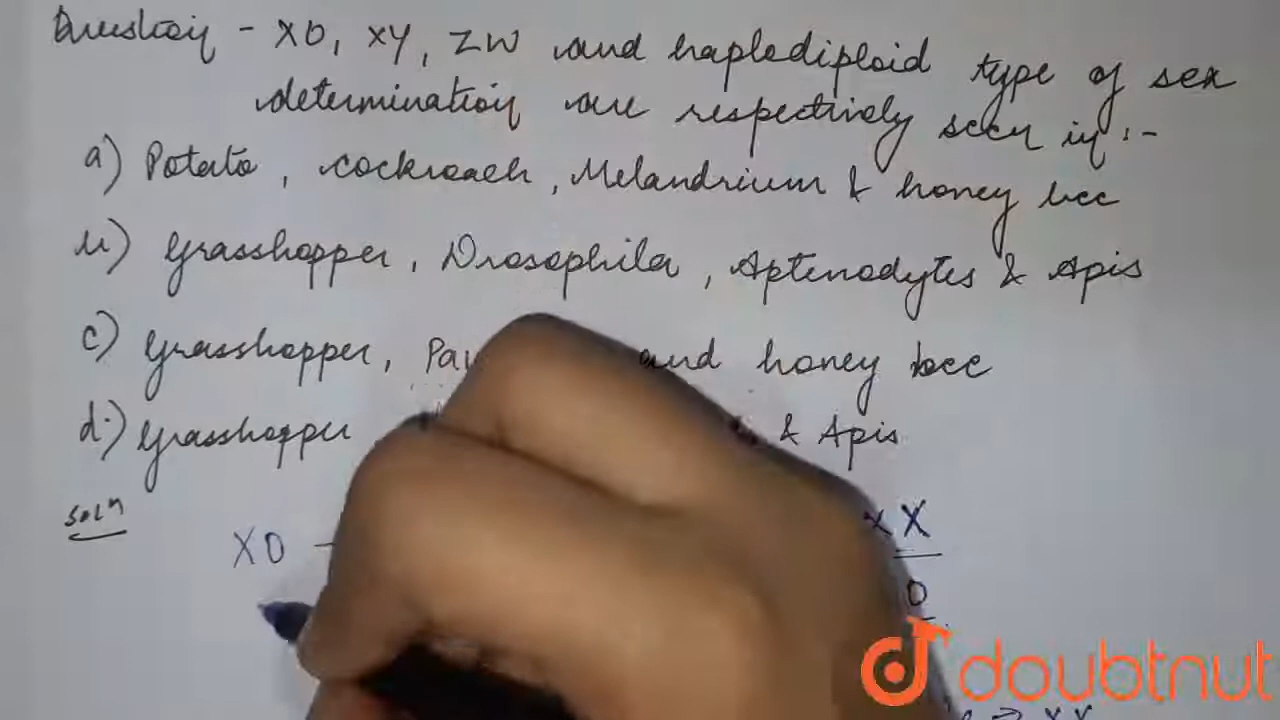 Question - XO, XY, ZW and haplodiploid type of sex
determination are respectively seen in :-
a) Potato, cockroach, Melandrium & honey bee
b) Grasshopper, Drosophila, Aptenodytes & Apis
c) Grasshopper, and honey bee
d.) Grasshopper & Apis
Solⁿ
XO - X X
O
→ XX
doubtnut